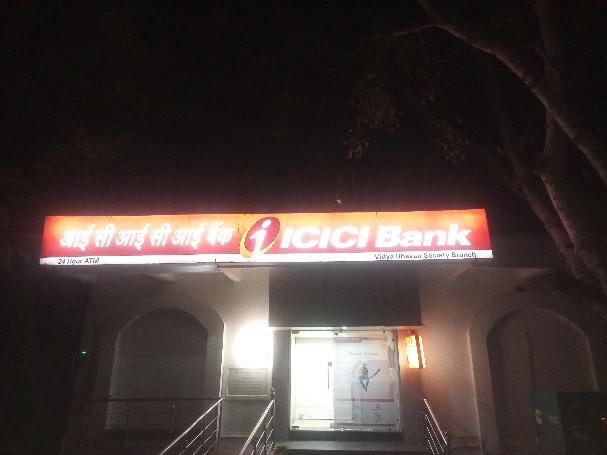 आई सी आई सी आई बैंक i ICICI Bank
24 Hour ATM
Vidya Bhavan Society Branch